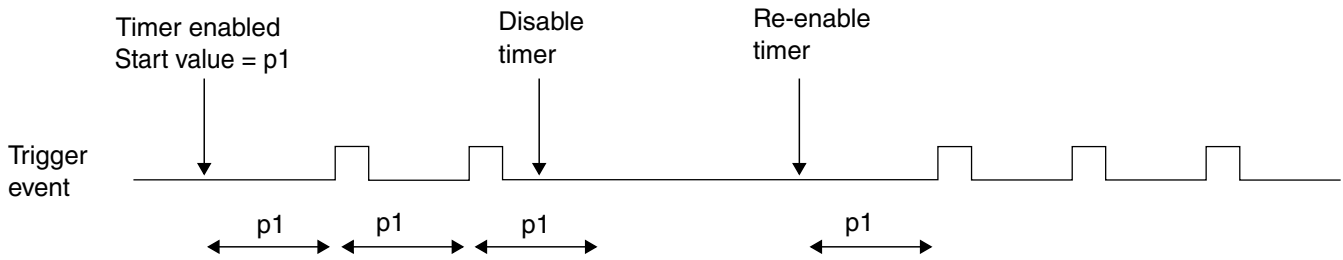 Timer enabled
Start value = p1
Disable
timer
Re-enable
timer
Trigger
event
p1
p1
p1
p1